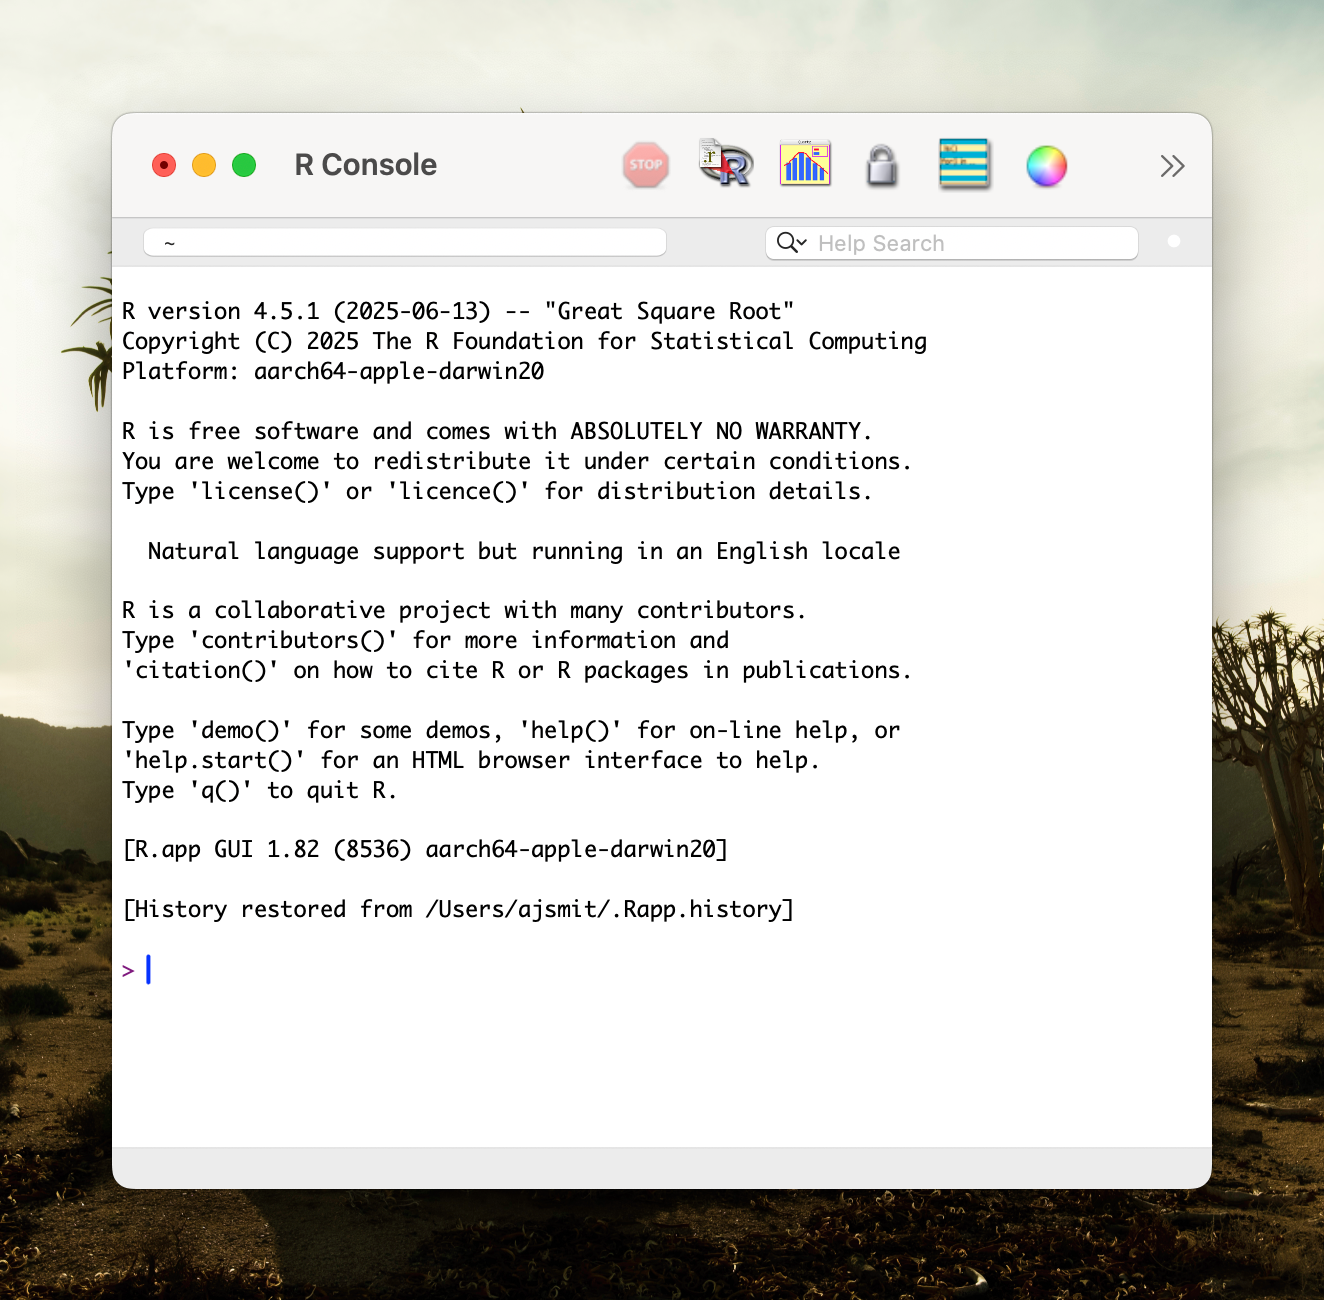 R Console
STOP
~
Help Search
R version 4.5.1 (2025-06-13) -- "Great Square Root"
Copyright (C) 2025 The R Foundation for Statistical Computing
Platform: aarch64-apple-darwin20
R is free software and comes with ABSOLUTELY NO WARRANTY.
You are welcome to redistribute it under certain conditions.
Type 'license()' or 'licence()' for distribution details.
  Natural language support but running in an English locale
R is a collaborative project with many contributors.
Type 'contributors()' for more information and
'citation()' on how to cite R or R packages in publications.
Type 'demo()' for some demos, 'help()' for on-line help, or
'help.start()' for an HTML browser interface to help.
Type 'q()' to quit R.
[R.app GUI 1.82 (8536) aarch64-apple-darwin20]
[History restored from /Users/ajsmit/.Rapp.history]
>